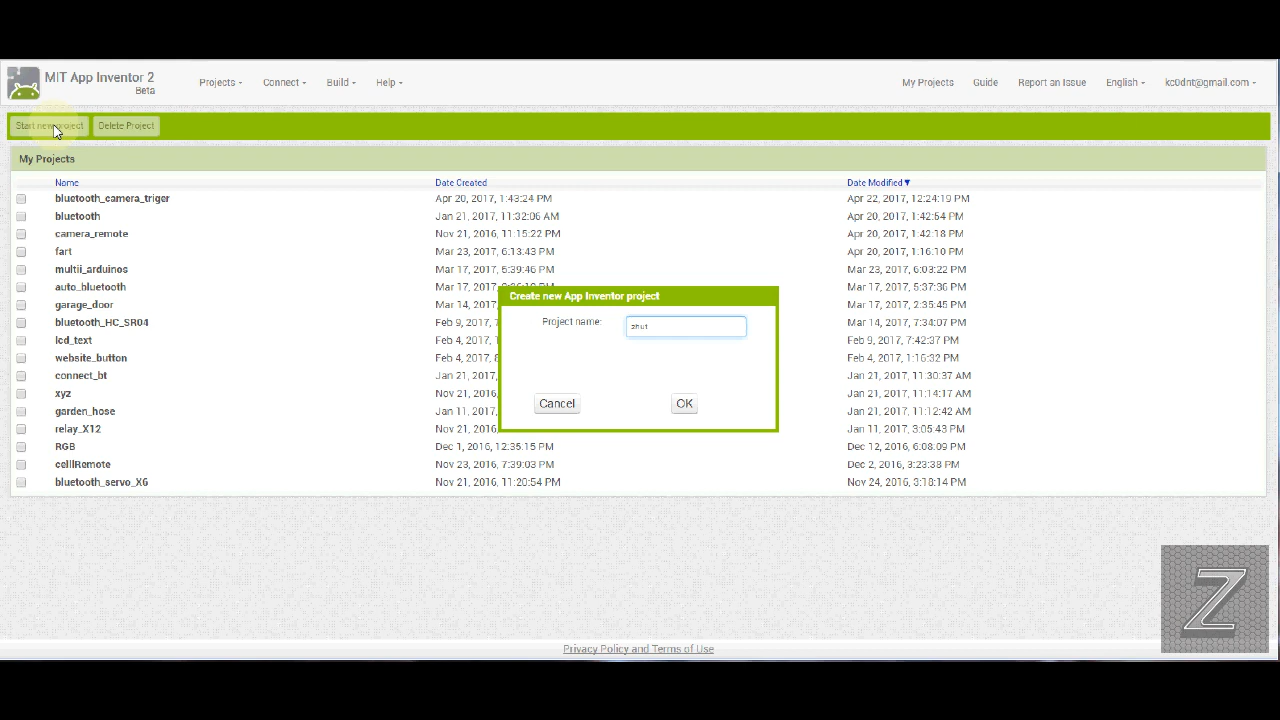 MIT App Inventor 2
Beta
Projects Connect Build Help
My Projects Guide Report an Issue English kc0dnt@gmail.com
Start new project Delete Project
My Projects
Name Date Created Date Modified
bluetooth_camera_triger Apr 20, 2017, 1:43:24 PM Apr 22, 2017, 12:24:19 PM
bluetooth Jan 21, 2017, 11:32:06 AM Apr 20, 2017, 1:42:54 PM
camera_remote Nov 21, 2016, 11:15:22 PM Apr 20, 2017, 1:42:18 PM
fart Mar 23, 2017, 6:13:43 PM Apr 20, 2017, 1:16:10 PM
multii_arduinos Mar 17, 2017, 6:39:46 PM Mar 23, 2017, 6:03:22 PM
auto_bluetooth Mar 17, 2017, Mar 17, 2017, 5:37:36 PM
garage_door Mar 14, 2017, Mar 17, 2017, 2:35:45 PM
bluetooth_HC_SR04 Feb 9, 2017, Mar 14, 2017, 7:34:07 PM
lcd_text Feb 4, 2017, Feb 9, 2017, 7:42:37 PM
website_button Feb 4, 2017, Feb 4, 2017, 1:16:32 PM
connect_bt Jan 21, 2017, Jan 21, 2017, 11:30:37 AM
xyz Nov 21, 2016, Jan 21, 2017, 11:14:17 AM
garden_hose Jan 11, 2017, Jan 21, 2017, 11:12:42 AM
relay_X12 Nov 21, 2016, Jan 11, 2017, 3:05:43 PM
RGB Dec 1, 2016, 12:35:15 PM Dec 12, 2016, 6:08:09 PM
celllRemote Nov 23, 2016, 7:39:03 PM Dec 2, 2016, 3:23:38 PM
bluetooth_servo_X6 Nov 21, 2016, 11:20:54 PM Nov 24, 2016, 3:18:14 PM
Create new App Inventor project
Project name: zhut
Cancel OK
Z
Privacy Policy and Terms of Use